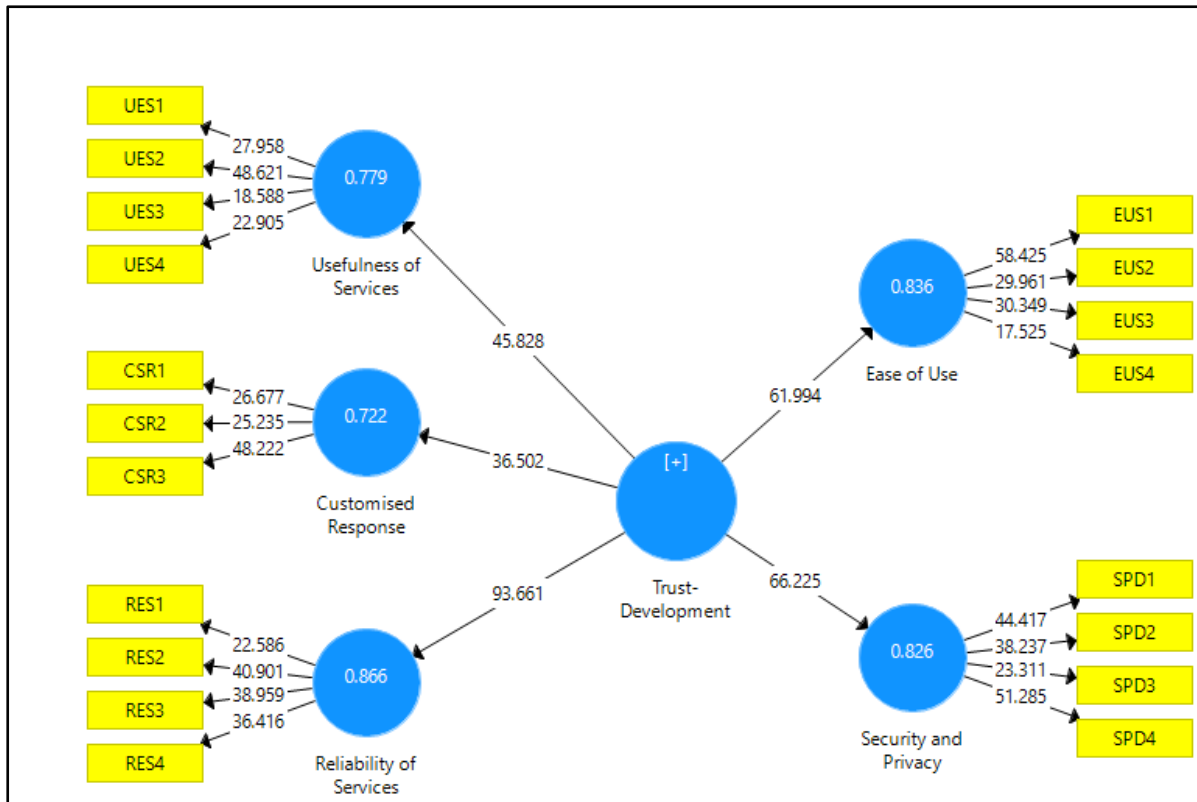 UES1
UES2
UES3
UES4
27.958
48.621
18.588
22.905
0.779
Usefulness of
Services
45.828
CSR1
CSR2
CSR3
26.677
25.235
48.222
0.722
Customised
Response
36.502
RES1
RES2
RES3
RES4
22.586
40.901
38.959
36.416
0.866
Reliability of
Services
93.661
[+]
Trust-
Development
61.994
66.225
0.836
Ease of Use
58.425
29.961
30.349
17.525
EUS1
EUS2
EUS3
EUS4
0.826
Security and
Privacy
44.417
38.237
23.311
51.285
SPD1
SPD2
SPD3
SPD4